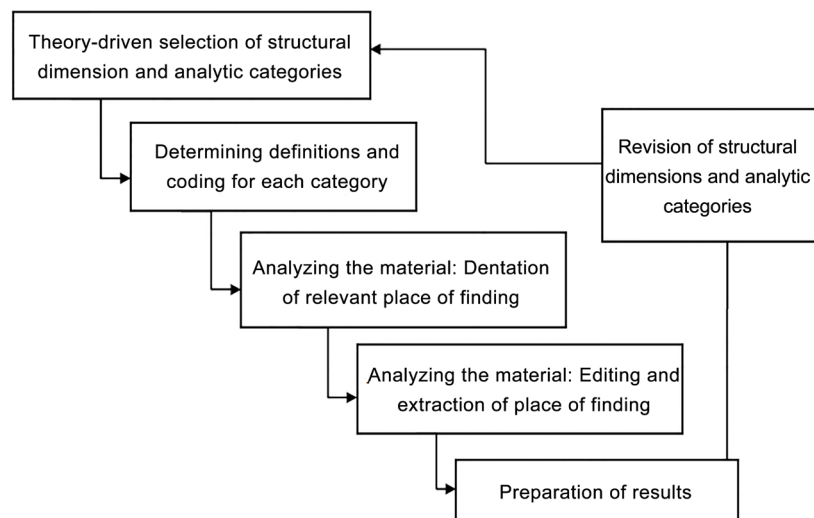 Theory-driven selection of structural
dimension and analytic categories
Determining definitions and
coding for each category
Revision of structural
dimensions and analytic
categories
Analyzing the material: Dentation
of relevant place of finding
Analyzing the material: Editing and
extraction of place of finding
Preparation of results